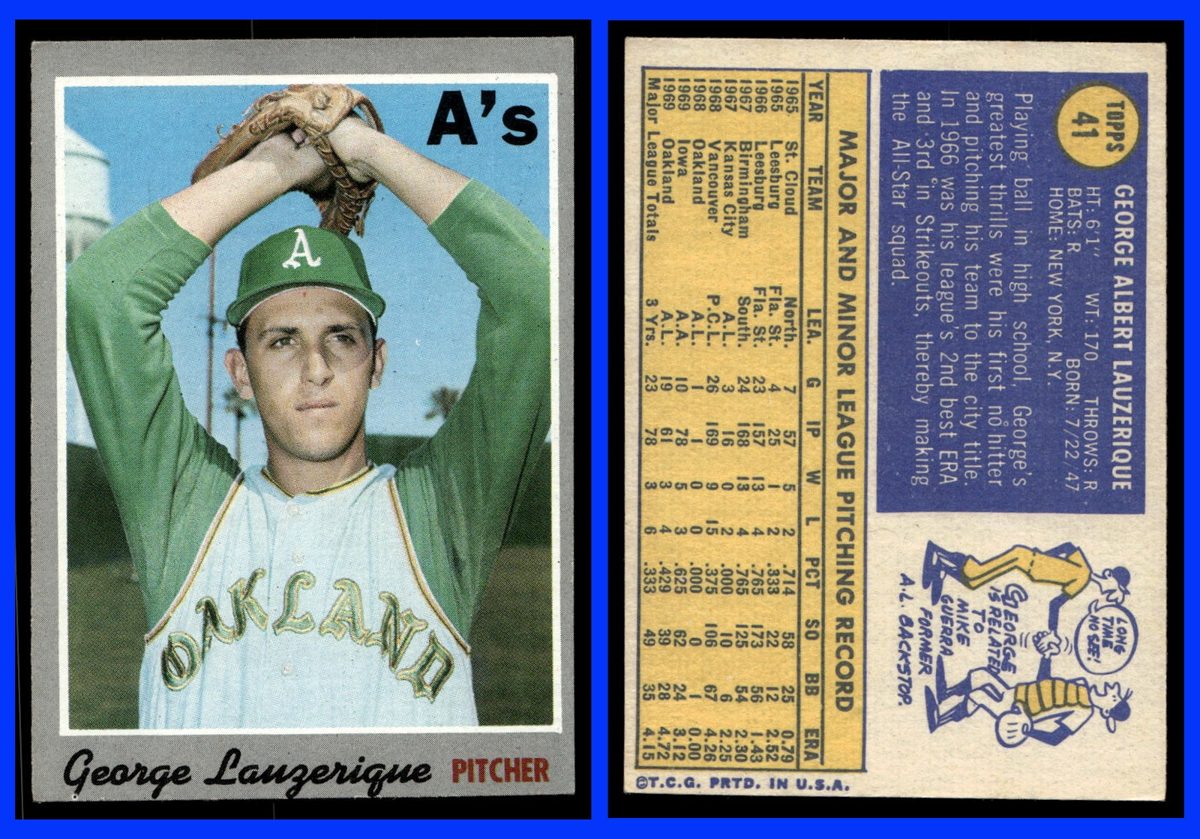 A's
A
OAKLAND
George Lauzerique PITCHER
TOPPS
41
GEORGE ALBERT LAUZERIQUE
HT: 6'1" WT: 170 THROWS: R
BATS: R BORN: 7/22/47
HOME: NEW YORK, N.Y.
Playing ball in high school, George's
greatest thrills were his first no-hitter
and pitching his team to the city title.
In 1966 was his league's 2nd best ERA
and 3rd in Strikeouts, thereby making
the All-Star squad.
LONG
TIME
NO SEE!
GEORGE
IS RELATED
TO
MIKE
GUERRA
FORMER
A.L. BACKSTOP.
MAJOR AND MINOR LEAGUE PITCHING RECORD
YEAR TEAM LEA. G IP W L PCT SO BB ERA
1965 St. Cloud North. 7 57 5 2 .714 58 25 0.79
1965 Leesburg Fla. St. 4 25 1 2 .333 22 12 2.52
1966 Leesburg Fla. St. 23 157 13 4 .765 173 56 1.43
1967 Birmingham South. 24 168 13 4 .765 125 54 2.30
1967 Kansas City A.L. 3 16 0 2 .000 10 6 2.25
1968 Vancouver P.C.L. 26 169 9 15 .375 106 67 4.26
1968 Oakland A.L. 1 1 0 0 .000 0 1 0.00
1969 Iowa A.A. 10 78 5 3 .625 62 24 3.12
1969 Oakland A.L. 19 61 3 4 .429 39 28 4.72
Major League Totals 3 Yrs. 23 78 3 6 .333 49 35 4.15
©T.C.G. PRTD. IN U.S.A.